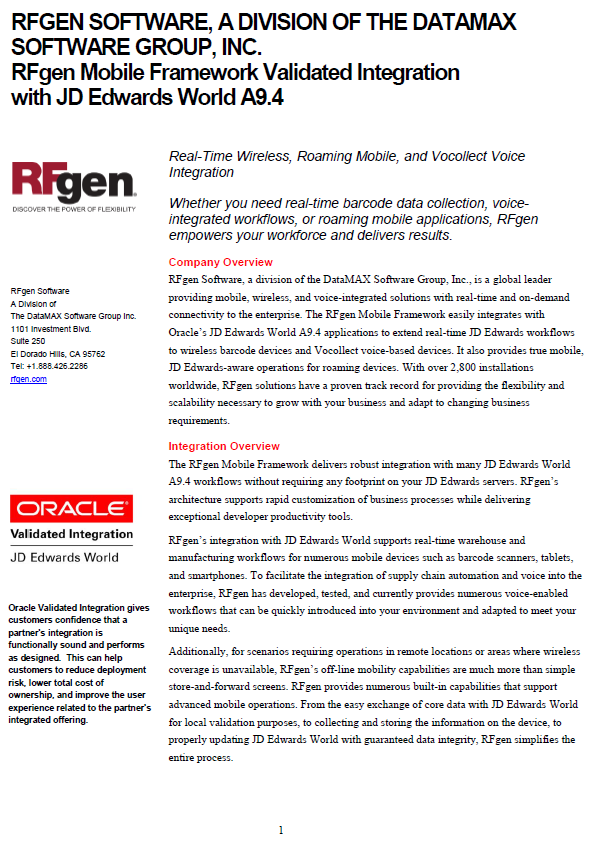 RFGEN SOFTWARE, A DIVISION OF THE DATAMAX
SOFTWARE GROUP, INC.
RFgen Mobile Framework Validated Integration
with JD Edwards World A9.4
RFgen
DISCOVER THE POWER OF FLEXIBILITY
RFgen Software
A Division of
The DataMAX Software Group Inc.
1101 Investment Blvd.
Suite 250
El Dorado Hills, CA 95762
Tel: +1.888.426.2286
rfgen.com
ORACLE
Validated Integration
JD Edwards World
Oracle Validated Integration gives
customers confidence that a
partner's integration is
functionally sound and performs
as designed. This can help
customers to reduce deployment
risk, lower total cost of
ownership, and improve the user
experience related to the partner's
integrated offering.
Real-Time Wireless, Roaming Mobile, and Vocollect Voice
Integration
Whether you need real-time barcode data collection, voice-
integrated workflows, or roaming mobile applications, RFgen
empowers your workforce and delivers results.
Company Overview
RFgen Software, a division of the DataMAX Software Group, Inc., is a global leader
providing mobile, wireless, and voice-integrated solutions with real-time and on-demand
connectivity to the enterprise. The RFgen Mobile Framework easily integrates with
Oracle's JD Edwards World A9.4 applications to extend real-time JD Edwards workflows
to wireless barcode devices and Vocollect voice-based devices. It also provides true mobile,
JD Edwards-aware operations for roaming devices. With over 2,800 installations
worldwide, RFgen solutions have a proven track record for providing the flexibility and
scalability necessary to grow with your business and adapt to changing business
requirements.
Integration Overview
The RFgen Mobile Framework delivers robust integration with many JD Edwards World
A9.4 workflows without requiring any footprint on your JD Edwards servers. RFgen's
architecture supports rapid customization of business processes while delivering
exceptional developer productivity tools.
RFgen's integration with JD Edwards World supports real-time warehouse and
manufacturing workflows for numerous mobile devices such as barcode scanners, tablets,
and smartphones. To facilitate the integration of supply chain automation and voice into the
enterprise, RFgen has developed, tested, and currently provides numerous voice-enabled
workflows that can be quickly introduced into your environment and adapted to meet your
unique needs.
Additionally, for scenarios requiring operations in remote locations or areas where wireless
coverage is unavailable, RFgen's off-line mobility capabilities are much more than simple
store-and-forward screens. RFgen provides numerous built-in capabilities that support
advanced mobile operations. From the easy exchange of core data with JD Edwards World
for local validation purposes, to collecting and storing the information on the device, to
properly updating JD Edwards World with guaranteed data integrity, RFgen simplifies the
entire process.
1